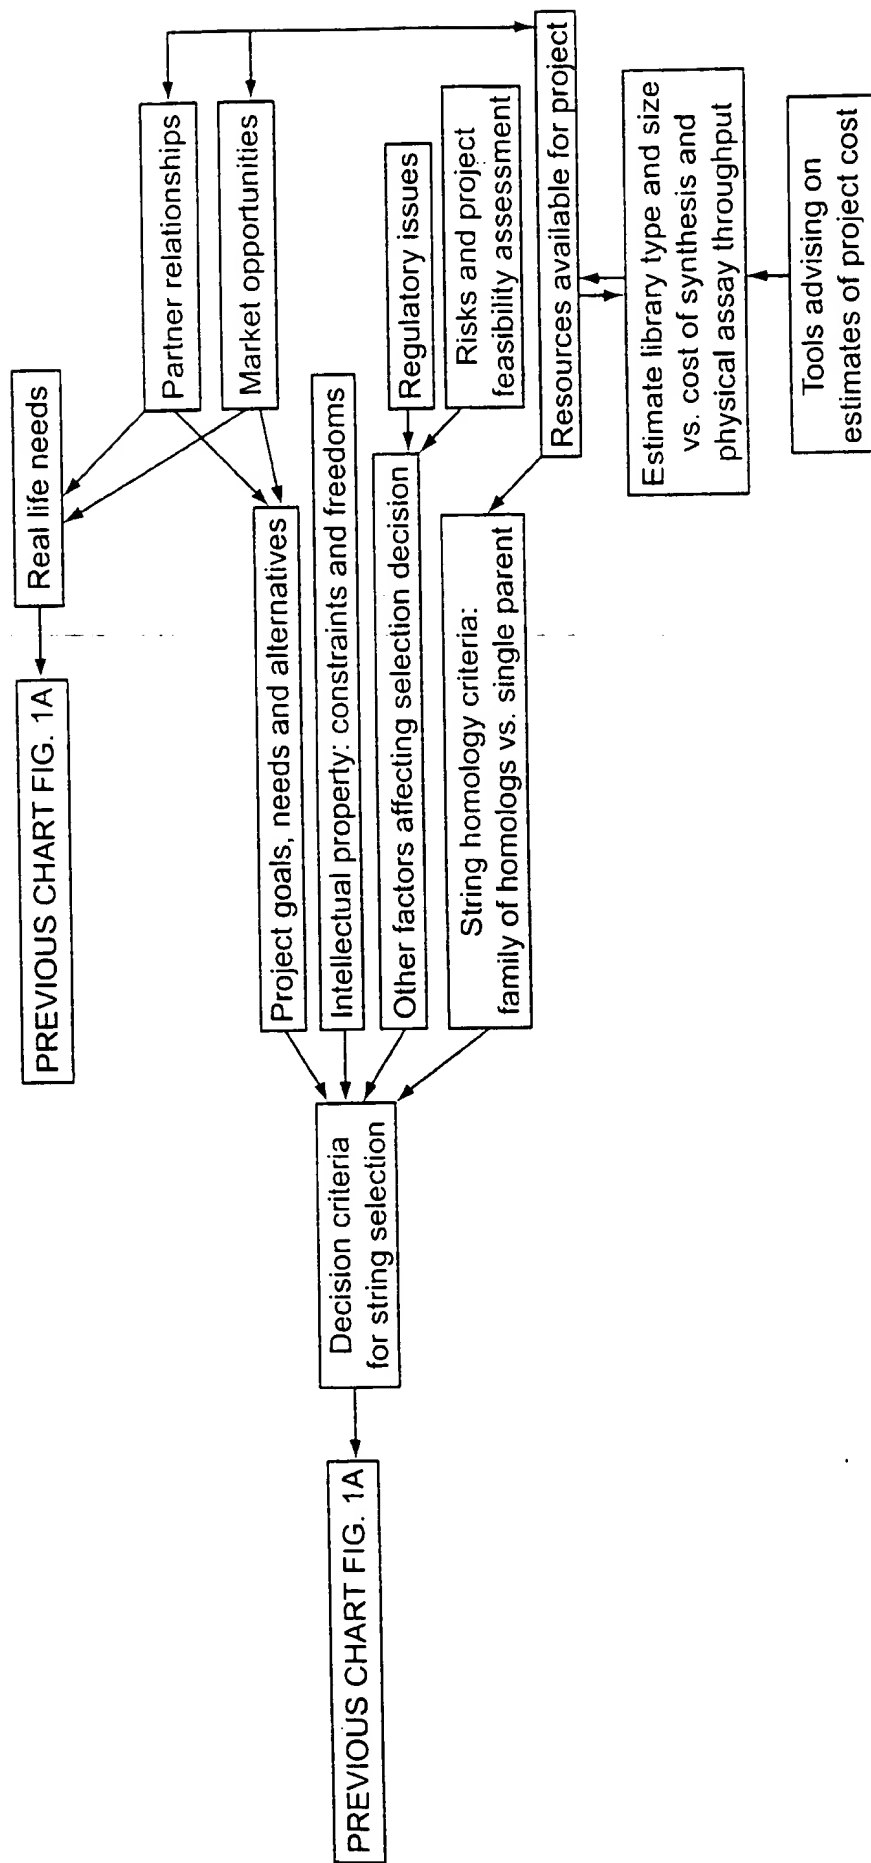 PREVIOUS CHART FIG. 1A
Real life needs
Partner relationships
Market opportunities
Project goals, needs and alternatives
Intellectual property: constraints and freedoms
Regulatory issues
Other factors affecting selection decision
Risks and project
feasibility assessment
String homology criteria:
family of homologs vs. single parent
Resources available for project
Estimate library type and size
vs. cost of synthesis and
physical assay throughput
Tools advising on
estimates of project cost
Decision criteria
for string selection
PREVIOUS CHART FIG. 1A